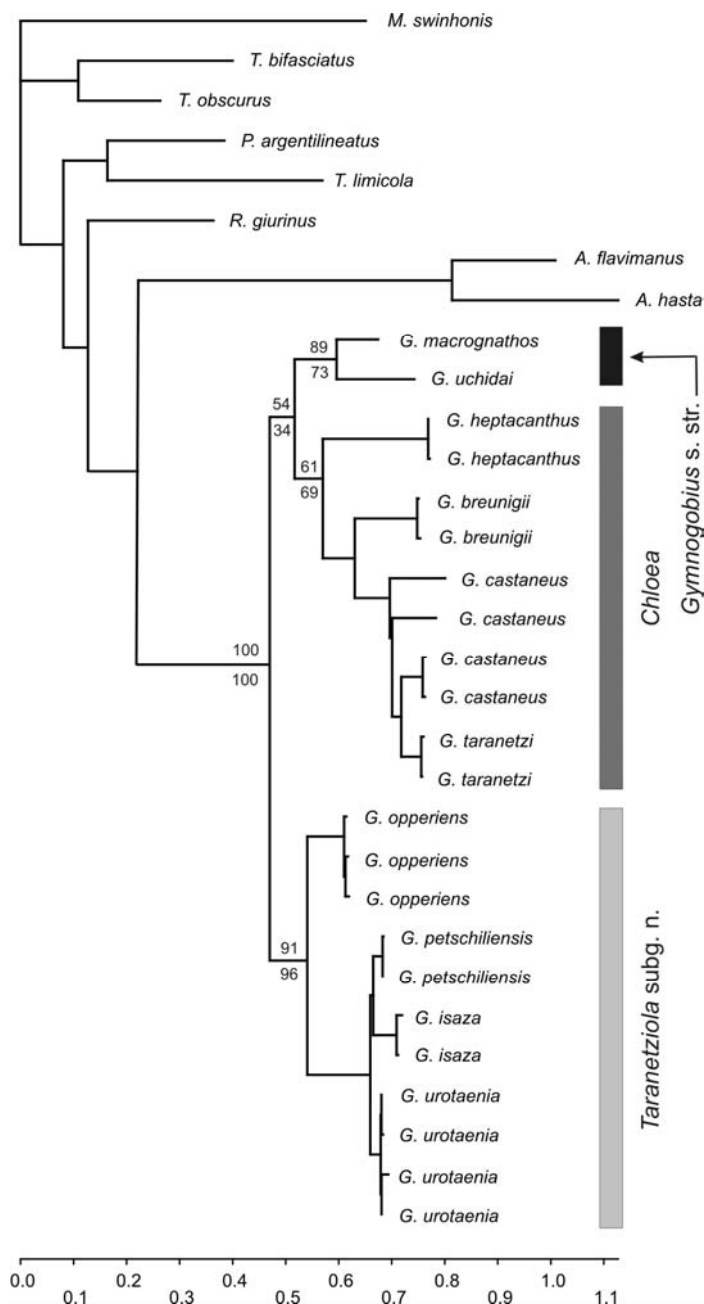 M. swinhonis
T. bifasciatus
T. obscurus
P. argentilineatus
T. limicola
R. giurinus
A. flavimanus
A. hasta
89
G. macrognathos
73
G. uchidai
54
34
G. heptacanthus
61
G. heptacanthus
69
G. breunigii
G. breunigii
G. castaneus
G. castaneus
100
G. castaneus
100
G. castaneus
G. taranetzi
G. taranetzi
G. opperiens
G. opperiens
G. opperiens
91
G. petschiliensis
96
G. petschiliensis
G. isaza
G. isaza
G. urotaenia
G. urotaenia
G. urotaenia
G. urotaenia
Gymnogobius s. str.
Chloea
Taranetziola subg. n.
0.0 0.2 0.4 0.6 0.8 1.0
0.1 0.3 0.5 0.7 0.9 1.1